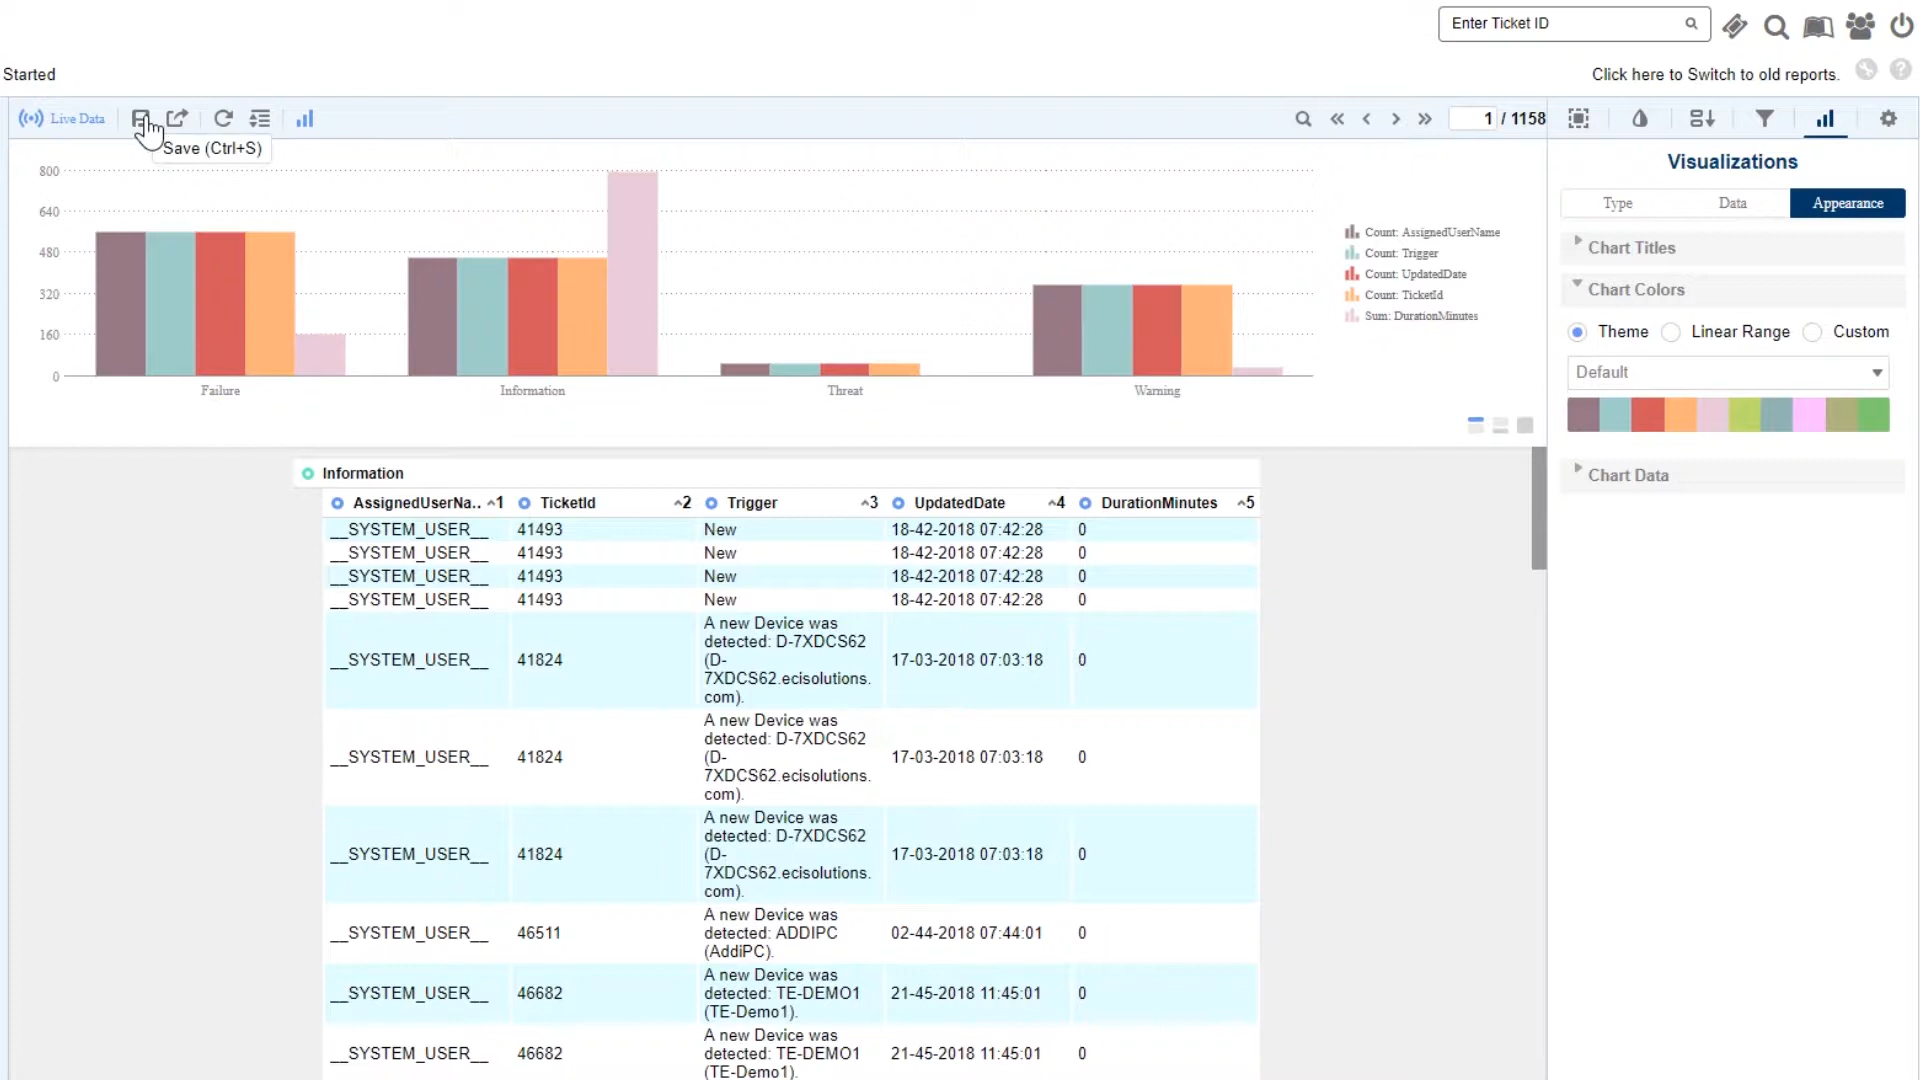 Enter Ticket ID
Started
Click here to Switch to old reports.
Live Data
1 / 1158
Save (Ctrl+S)
Visualizations
Type Data Appearance
Chart Titles
Chart Colors
Theme Linear Range Custom
Default
Chart Data
800
640
480
320
160
0
Failure Information Threat Warning
Count: AssignedUserName
Count: Trigger
Count: UpdatedDate
Count: TicketId
Sum: DurationMinutes
Information
AssignedUserNa.. ^1 TicketId ^2 Trigger ^3 UpdatedDate ^4 DurationMinutes ^5
__SYSTEM_USER__ 41493 New 18-42-2018 07:42:28 0
__SYSTEM_USER__ 41493 New 18-42-2018 07:42:28 0
__SYSTEM_USER__ 41493 New 18-42-2018 07:42:28 0
__SYSTEM_USER__ 41493 New 18-42-2018 07:42:28 0
A new Device was
detected: D-7XDCS62
__SYSTEM_USER__ 41824 (D- 17-03-2018 07:03:18 0
7XDCS62.ecisolutions.
com).
A new Device was
detected: D-7XDCS62
__SYSTEM_USER__ 41824 (D- 17-03-2018 07:03:18 0
7XDCS62.ecisolutions.
com).
A new Device was
detected: D-7XDCS62
__SYSTEM_USER__ 41824 (D- 17-03-2018 07:03:18 0
7XDCS62.ecisolutions.
com).
A new Device was
__SYSTEM_USER__ 46511 detected: ADDIPC 02-44-2018 07:44:01 0
(AddiPC).
A new Device was
__SYSTEM_USER__ 46682 detected: TE-DEMO1 21-45-2018 11:45:01 0
(TE-Demo1).
A new Device was
__SYSTEM_USER__ 46682 detected: TE-DEMO1 21-45-2018 11:45:01 0
(TE-Demo1).